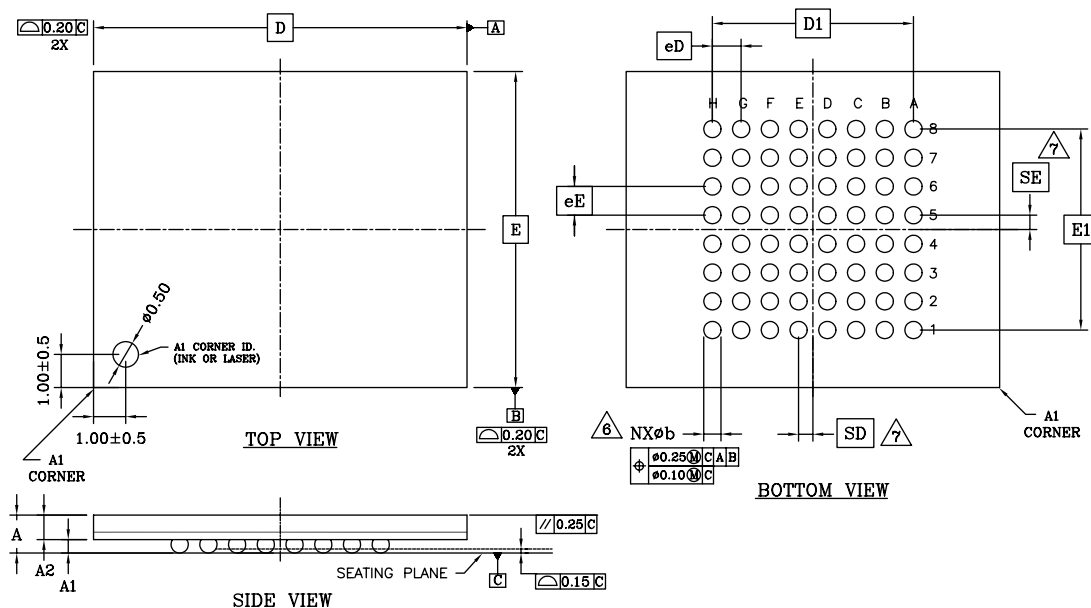 ⌓ 0.20 C
2X
D
A
E
ø0.50
A1 CORNER ID.
(INK OR LASER)
1.00±0.5
1.00±0.5
B
⌓ 0.20 C
2X
TOP VIEW
A1
CORNER
D1
eD
H G F E D C B A
8
7
6
5
4
3
2
1
7
SE
eE
E1
6 NXøb
⌖ ø0.25Ⓜ C A B
ø0.10Ⓜ C
SD 7
A1
CORNER
BOTTOM VIEW
A
A2
A1
// 0.25 C
SEATING PLANE
C
⌓ 0.15 C
SIDE VIEW